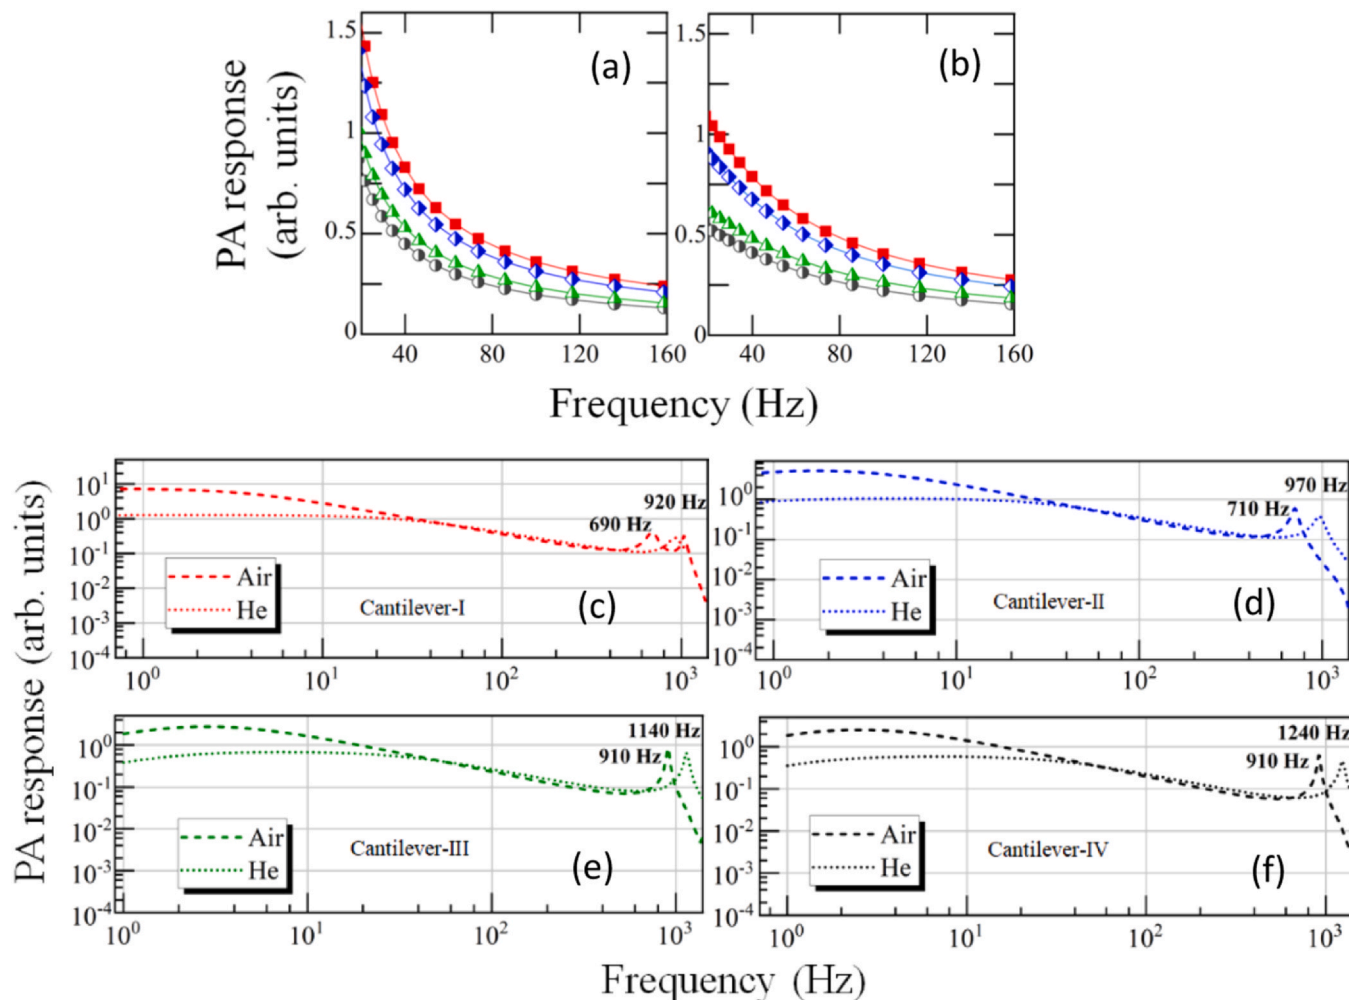 PA response
(arb. units)
1.5
1
0.5
0
(a)
40
80
120
160
1.5
1
0.5
0
(b)
40
80
120
160
Frequency (Hz)
PA response (arb. units)
10^1
10^0
10^-1
10^-2
10^-3
10^-4
920 Hz
690 Hz
Air
He
Cantilever-I
(c)
10^0
10^1
10^2
10^3
10^0
10^-1
10^-2
10^-3
10^-4
970 Hz
710 Hz
Air
He
Cantilever-II
(d)
10^0
10^1
10^2
10^3
10^0
10^-1
10^-2
10^-3
10^-4
1140 Hz
910 Hz
Air
He
Cantilever-III
(e)
10^0
10^1
10^2
10^3
10^0
10^-1
10^-2
10^-3
10^-4
1240 Hz
910 Hz
Air
He
Cantilever-IV
(f)
10^0
10^1
10^2
10^3
Frequency (Hz)